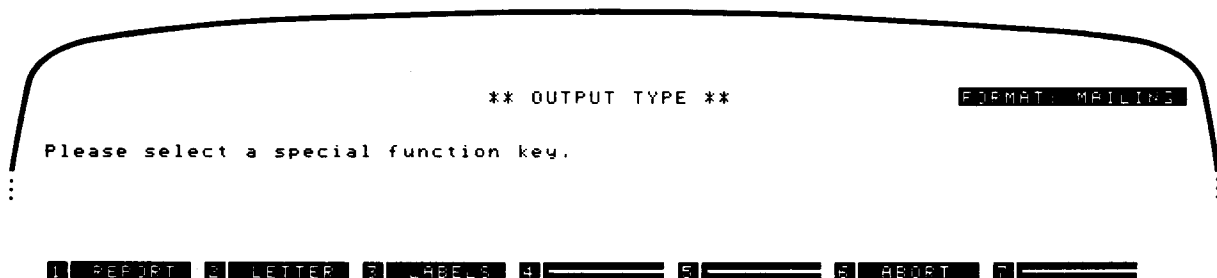 ** OUTPUT TYPE ** FORMAT: MAILING
Please select a special function key.
1 REPORT 2 LETTER 3 LABELS 4 5 6 ABORT 7